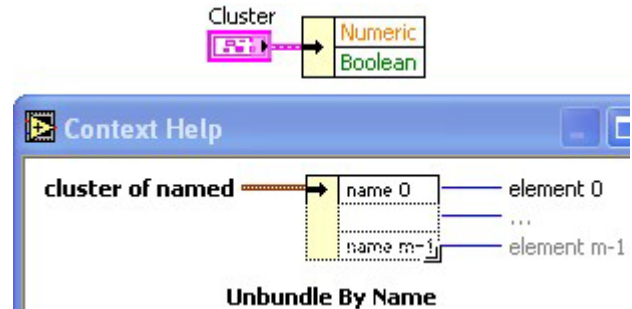 Cluster
Numeric
Boolean
Context Help
cluster of named name 0 element 0
...
name m-1 element m-1
Unbundle By Name